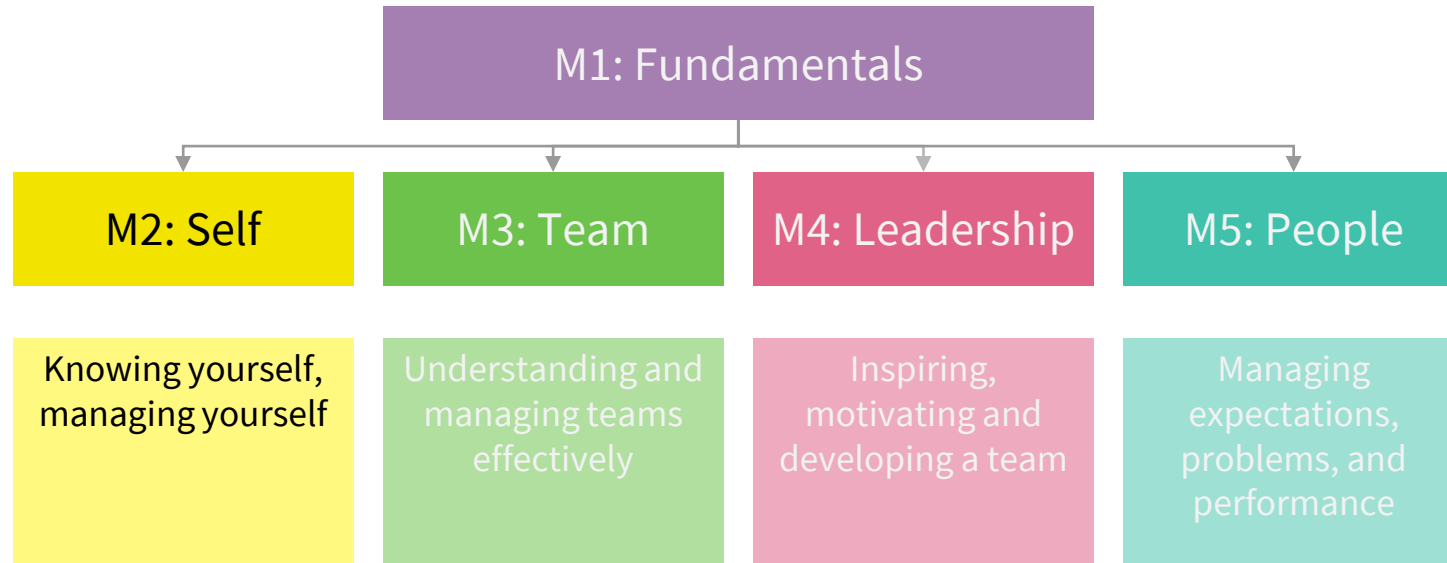 M1: Fundamentals
M2: Self
M3: Team
M4: Leadership
M5: People
Knowing yourself,
managing yourself
Understanding and
managing teams
effectively
Inspiring,
motivating and
developing a team
Managing
expectations,
problems, and
performance